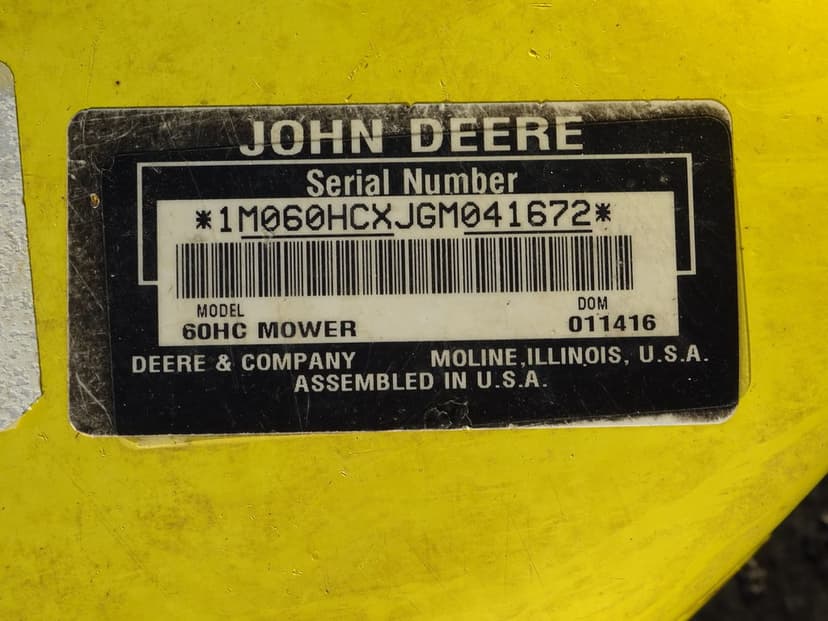 JOHN DEERE
Serial Number
*1M060HCXJGM041672*
MODEL DOM
60HC MOWER 011416
DEERE & COMPANY MOLINE, ILLINOIS, U.S.A.
ASSEMBLED IN U.S.A.